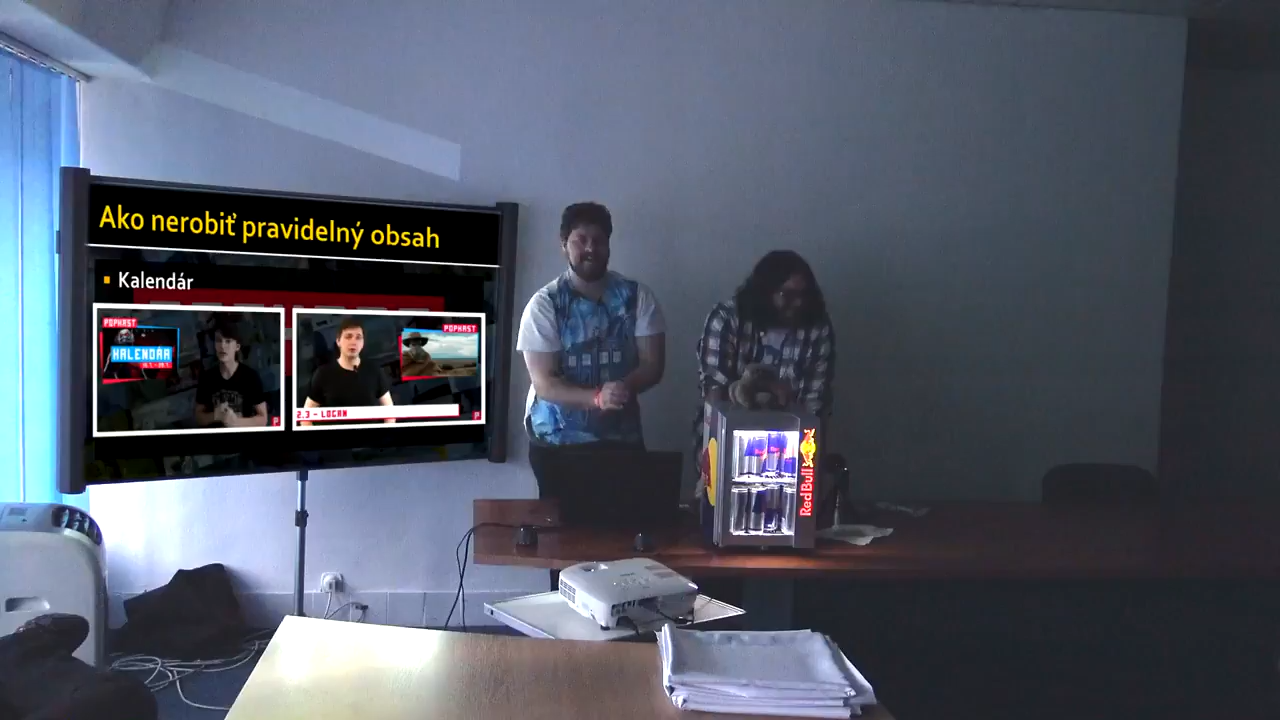 Ako nerobiť pravidelný obsah
Kalendár
POPKAST
KALENDÁR
POPKAST
2.3 - LOGAN
Red Bull